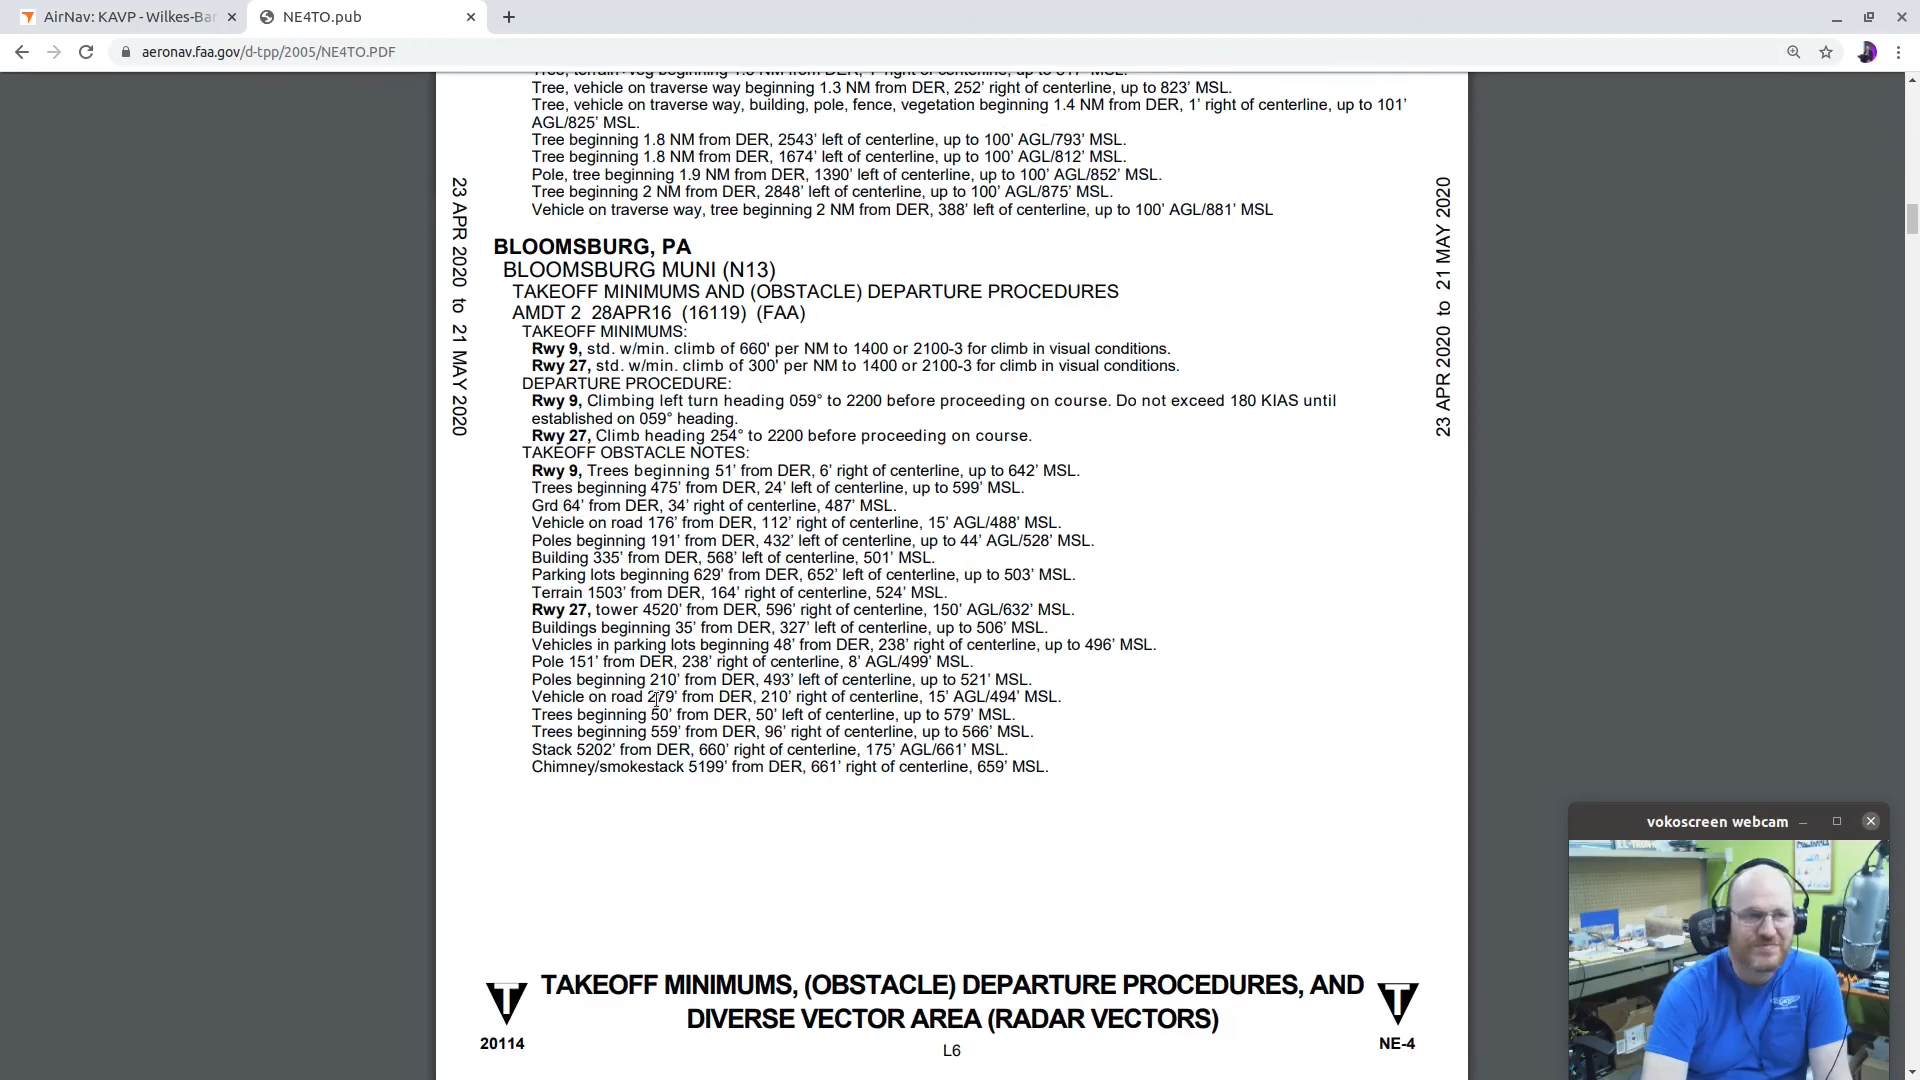 AirNav: KAVP - Wilkes-Bar
NE4TO.pub
aeronav.faa.gov/d-tpp/2005/NE4TO.PDF
Tree, terrain+veg beginning 1.3 NM from DER, 1' right of centerline, up to 817' MSL.
Tree, vehicle on traverse way beginning 1.3 NM from DER, 252' right of centerline, up to 823' MSL.
Tree, vehicle on traverse way, building, pole, fence, vegetation beginning 1.4 NM from DER, 1' right of centerline, up to 101'
AGL/825' MSL.
Tree beginning 1.8 NM from DER, 2543' left of centerline, up to 100' AGL/793' MSL.
Tree beginning 1.8 NM from DER, 1674' left of centerline, up to 100' AGL/812' MSL.
Pole, tree beginning 1.9 NM from DER, 1390' left of centerline, up to 100' AGL/852' MSL.
Tree beginning 2 NM from DER, 2848' left of centerline, up to 100' AGL/875' MSL.
Vehicle on traverse way, tree beginning 2 NM from DER, 388' left of centerline, up to 100' AGL/881' MSL
23 APR 2020 to 21 MAY 2020
23 APR 2020 to 21 MAY 2020
BLOOMSBURG, PA
BLOOMSBURG MUNI (N13)
TAKEOFF MINIMUMS AND (OBSTACLE) DEPARTURE PROCEDURES
AMDT 2 28APR16 (16119) (FAA)
TAKEOFF MINIMUMS:
Rwy 9, std. w/min. climb of 660' per NM to 1400 or 2100-3 for climb in visual conditions.
Rwy 27, std. w/min. climb of 300' per NM to 1400 or 2100-3 for climb in visual conditions.
DEPARTURE PROCEDURE:
Rwy 9, Climbing left turn heading 059° to 2200 before proceeding on course. Do not exceed 180 KIAS until
established on 059° heading.
Rwy 27, Climb heading 254° to 2200 before proceeding on course.
TAKEOFF OBSTACLE NOTES:
Rwy 9, Trees beginning 51' from DER, 6' right of centerline, up to 642' MSL.
Trees beginning 475' from DER, 24' left of centerline, up to 599' MSL.
Grd 64' from DER, 34' right of centerline, 487' MSL.
Vehicle on road 176' from DER, 112' right of centerline, 15' AGL/488' MSL.
Poles beginning 191' from DER, 432' left of centerline, up to 44' AGL/528' MSL.
Building 335' from DER, 568' left of centerline, 501' MSL.
Parking lots beginning 629' from DER, 652' left of centerline, up to 503' MSL.
Terrain 1503' from DER, 164' right of centerline, 524' MSL.
Rwy 27, tower 4520' from DER, 596' right of centerline, 150' AGL/632' MSL.
Buildings beginning 35' from DER, 327' left of centerline, up to 506' MSL.
Vehicles in parking lots beginning 48' from DER, 238' right of centerline, up to 496' MSL.
Pole 151' from DER, 238' right of centerline, 8' AGL/499' MSL.
Poles beginning 210' from DER, 493' left of centerline, up to 521' MSL.
Vehicle on road 279' from DER, 210' right of centerline, 15' AGL/494' MSL.
Trees beginning 50' from DER, 50' left of centerline, up to 579' MSL.
Trees beginning 559' from DER, 96' right of centerline, up to 566' MSL.
Stack 5202' from DER, 660' right of centerline, 175' AGL/661' MSL.
Chimney/smokestack 5199' from DER, 661' right of centerline, 659' MSL.
vokoscreen webcam
T
TAKEOFF MINIMUMS, (OBSTACLE) DEPARTURE PROCEDURES, AND
T
DIVERSE VECTOR AREA (RADAR VECTORS)
20114
L6
NE-4